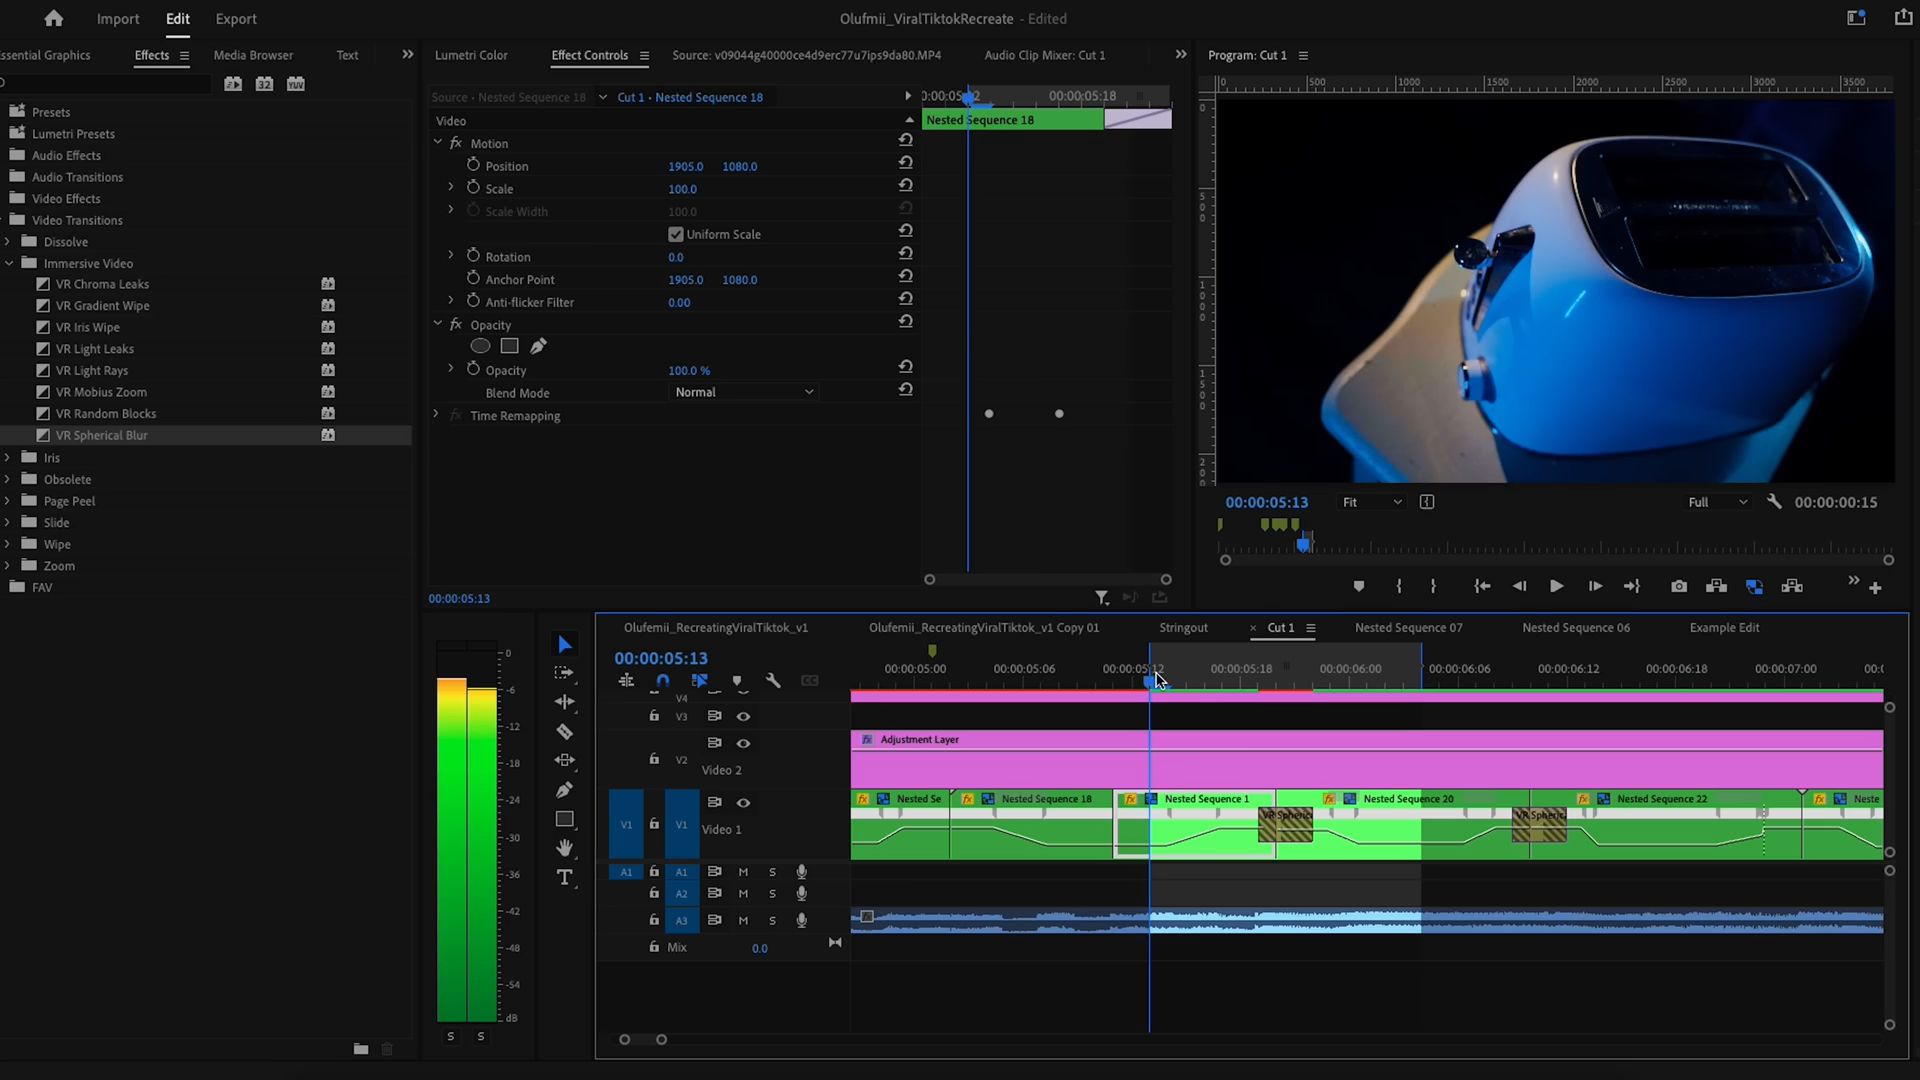 Import Edit Export
Olufmii_ViralTiktokRecreate - Edited
Essential Graphics Effects Media Browser Text
Presets
Lumetri Presets
Audio Effects
Audio Transitions
Video Effects
Video Transitions
Dissolve
Immersive Video
VR Chroma Leaks
VR Gradient Wipe
VR Iris Wipe
VR Light Leaks
VR Light Rays
VR Mobius Zoom
VR Random Blocks
VR Spherical Blur
Iris
Obsolete
Page Peel
Slide
Wipe
Zoom
FAV
Lumetri Color Effect Controls Source: v09044g40000ce4d9erc77u7ips9da80.MP4 Audio Clip Mixer: Cut 1
Source • Nested Sequence 18 Cut 1 • Nested Sequence 18
00:00:05:18
Video Nested Sequence 18
fx Motion
Position 1905.0 1080.0
Scale 100.0
Scale Width 100.0
Uniform Scale
Rotation 0.0
Anchor Point 1905.0 1080.0
Anti-flicker Filter 0.00
fx Opacity
Opacity 100.0 %
Blend Mode Normal
fx Time Remapping
00:00:05:13
Program: Cut 1
0 500 1000 1500 2000 2500 3000 3500
00:00:05:13 Fit Full 00:00:00:15
Olufemii_RecreatingViralTiktok_v1 Olufemii_RecreatingViralTiktok_v1 Copy 01 Stringout × Cut 1 Nested Sequence 07 Nested Sequence 06 Example Edit
00:00:05:13
00:00:05:00 00:00:05:06 00:00:05:12 00:00:05:18 00:00:06:00 00:00:06:06 00:00:06:12 00:00:06:18 00:00:07:00
V4
V3
fx Adjustment Layer
V2 Video 2
fx Nested Se fx Nested Sequence 18 fx Nested Sequence 1 fx Nested Sequence 20 fx Nested Sequence 22 fx Neste
VR Spheric VR Spheric
V1 V1 Video 1
A1 A1 M S
A2 M S
A3 M S
Mix 0.0
0
-6
-12
-18
-24
-30
-36
-42
-48
-54
dB
S S